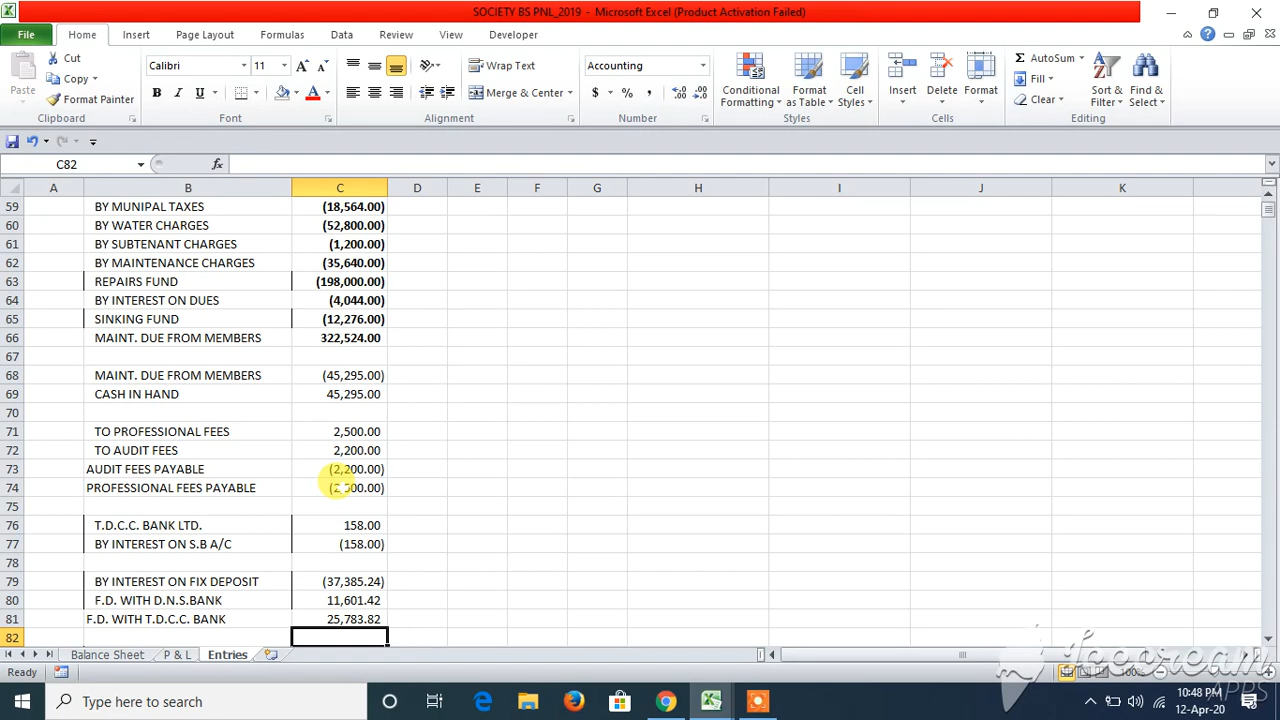 SOCIETY BS PNL_2019 - Microsoft Excel (Product Activation Failed)
File Home Insert Page Layout Formulas Data Review View Developer
Paste Cut Copy Format Painter Clipboard
Calibri 11 B I U A Font
Wrap Text Merge & Center Alignment
Accounting $ % , Number
Conditional Formatting Format as Table Cell Styles Styles
Insert Delete Format Cells
Σ AutoSum Fill Clear Sort & Filter Find & Select Editing
C82 fx
A B C D E F G H I J K
59 BY MUNIPAL TAXES (18,564.00)
60 BY WATER CHARGES (52,800.00)
61 BY SUBTENANT CHARGES (1,200.00)
62 BY MAINTENANCE CHARGES (35,640.00)
63 REPAIRS FUND (198,000.00)
64 BY INTEREST ON DUES (4,044.00)
65 SINKING FUND (12,276.00)
66 MAINT. DUE FROM MEMBERS 322,524.00
67
68 MAINT. DUE FROM MEMBERS (45,295.00)
69 CASH IN HAND 45,295.00
70
71 TO PROFESSIONAL FEES 2,500.00
72 TO AUDIT FEES 2,200.00
73 AUDIT FEES PAYABLE (2,200.00)
74 PROFESSIONAL FEES PAYABLE (2,500.00)
75
76 T.D.C.C. BANK LTD. 158.00
77 BY INTEREST ON S.B A/C (158.00)
78
79 BY INTEREST ON FIX DEPOSIT (37,385.24)
80 F.D. WITH D.N.S.BANK 11,601.42
81 F.D. WITH T.D.C.C. BANK 25,783.82
82
Balance Sheet P & L Entries
Ready
Type here to search
10:48 PM
12-Apr-20